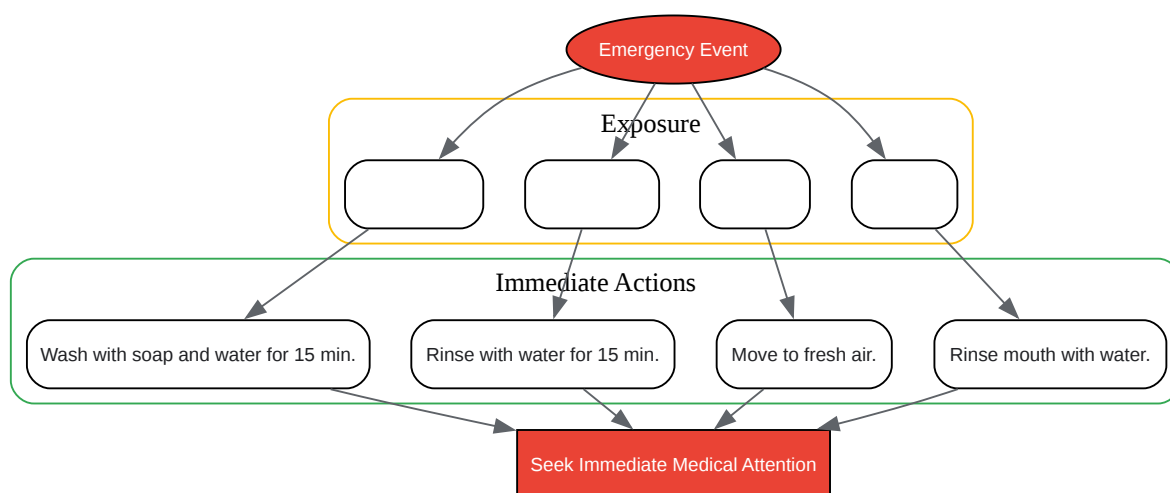 Emergency Event
Exposure
Immediate Actions
Wash with soap and water for 15 min.
Rinse with water for 15 min.
Move to fresh air.
Rinse mouth with water.
Seek Immediate Medical Attention